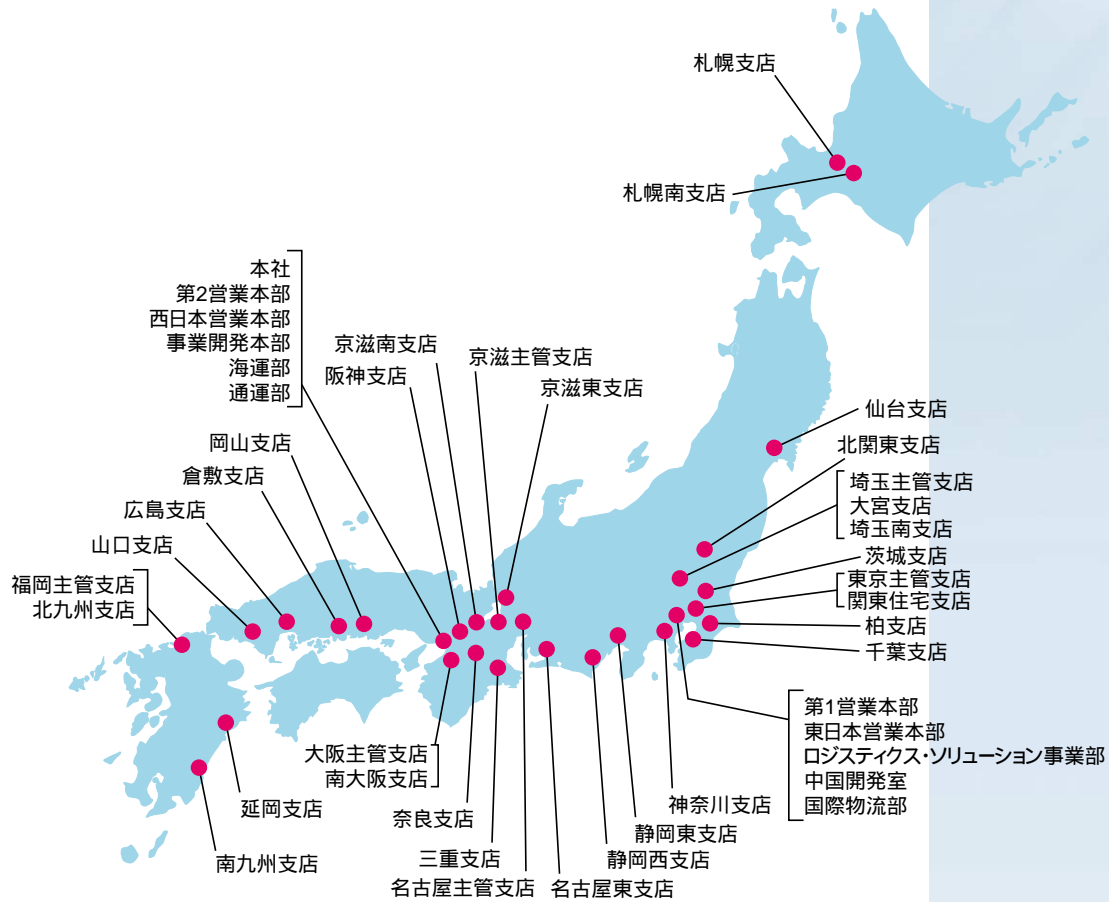 札幌支店
札幌南支店
本社
第2営業本部
西日本営業本部
事業開発本部
海運部
通運部
京滋南支店
阪神支店
京滋主管支店
京滋東支店
岡山支店
倉敷支店
広島支店
山口支店
福岡主管支店
北九州支店
仙台支店
北関東支店
埼玉主管支店
大宮支店
埼玉南支店
茨城支店
東京主管支店
関東住宅支店
柏支店
千葉支店
第1営業本部
東日本営業本部
ロジスティクス・ソリューション事業部
中国開発室
国際物流部
神奈川支店
静岡東支店
静岡西支店
名古屋東支店
名古屋主管支店
三重支店
奈良支店
大阪主管支店
南大阪支店
延岡支店
南九州支店